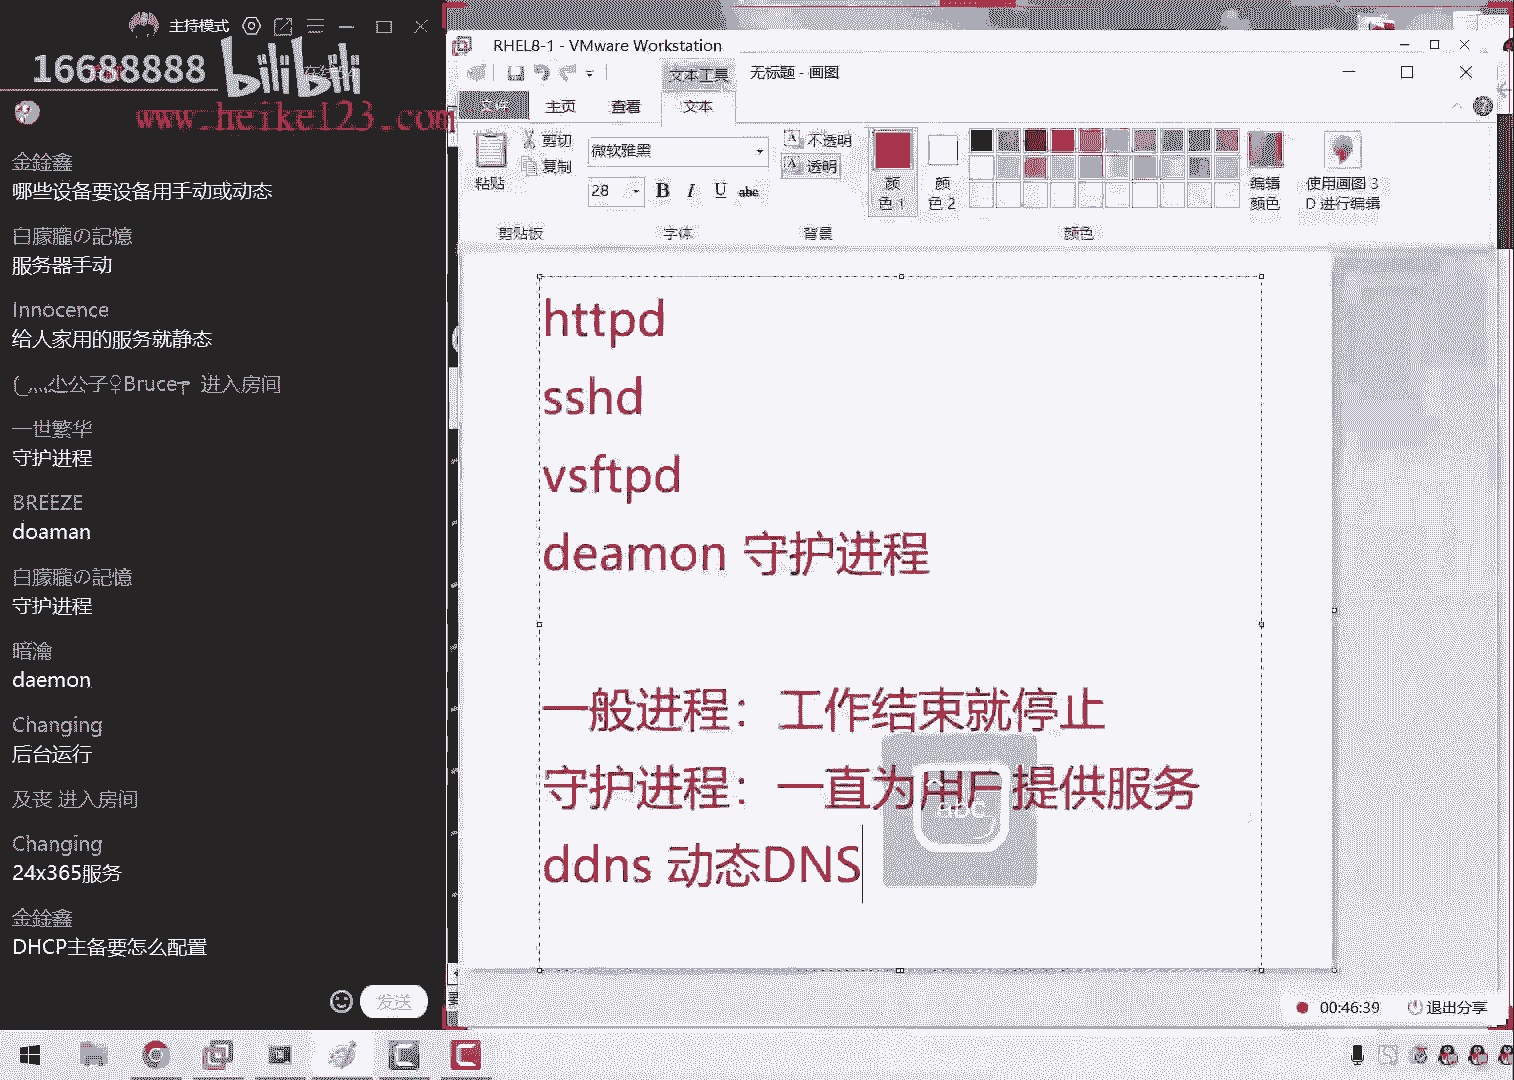 主持模式
16688888
bilibili
www.heike123.com
金銓鑫
哪些设备要设备用手动或动态
白朦朧の記憶
服务器手动
Innocence
给人家用的服务就静态
进入房间
一世繁华
守护进程
BREEZE
doaman
白朦朧の記憶
守护进程
暗瀹
daemon
Changing
后台运行
及丧 进入房间
Changing
24x365服务
金銓鑫
DHCP主备要怎么配置
发送
RHEL8-1 - VMware Workstation
文本工具
无标题 - 画图
文件
主页
查看
文本
粘贴
剪切
复制
剪贴板
微软雅黑
28
B I U abc
字体
不透明
透明
背景
颜色 1
颜色 2
颜色
编辑颜色
使用画图 3D 进行编辑
httpd
sshd
vsftpd
deamon 守护进程
一般进程：工作结束就停止
守护进程：一直为用户提供服务
ddns 动态DNS
00:46:39
退出分享